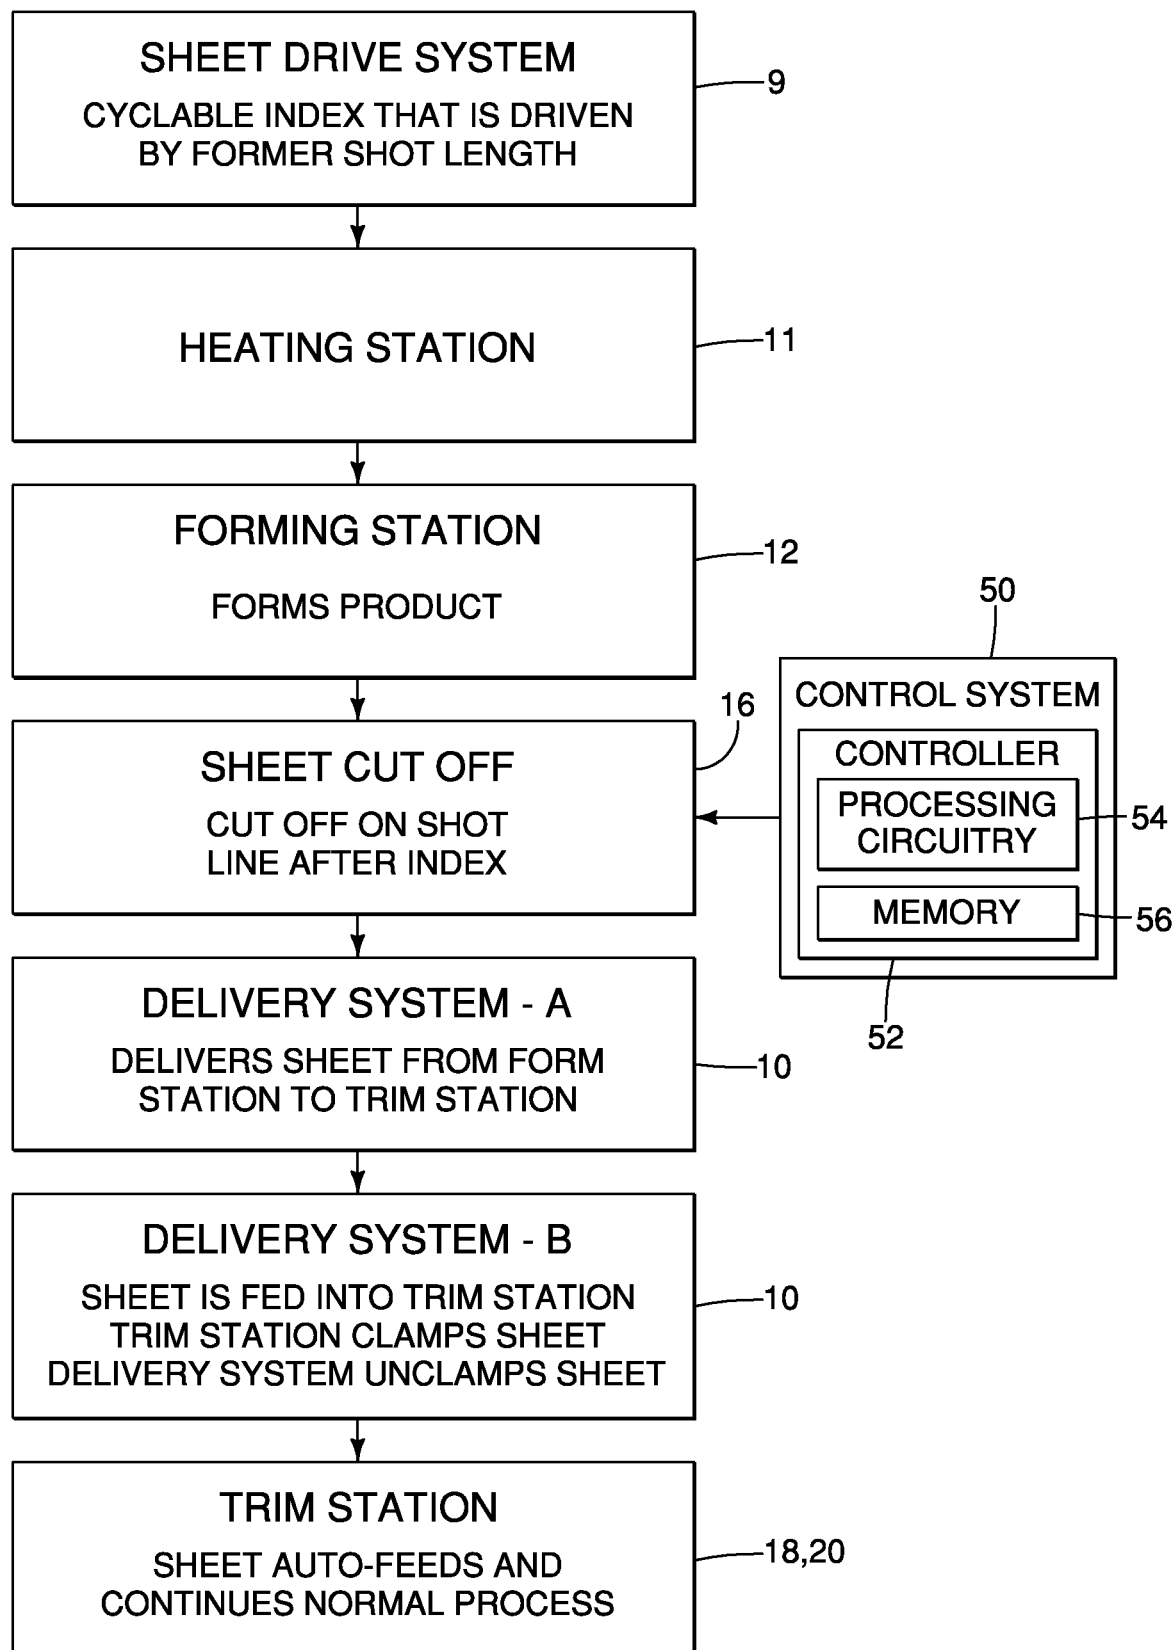 SHEET DRIVE SYSTEM
CYCLABLE INDEX THAT IS DRIVEN
BY FORMER SHOT LENGTH
9
HEATING STATION
11
FORMING STATION
FORMS PRODUCT
12
SHEET CUT OFF
CUT OFF ON SHOT
LINE AFTER INDEX
16
50
CONTROL SYSTEM
CONTROLLER
PROCESSING
CIRCUITRY
54
MEMORY
56
52
DELIVERY SYSTEM - A
DELIVERS SHEET FROM FORM
STATION TO TRIM STATION
10
DELIVERY SYSTEM - B
SHEET IS FED INTO TRIM STATION
TRIM STATION CLAMPS SHEET
DELIVERY SYSTEM UNCLAMPS SHEET
10
TRIM STATION
SHEET AUTO-FEEDS AND
CONTINUES NORMAL PROCESS
18,20